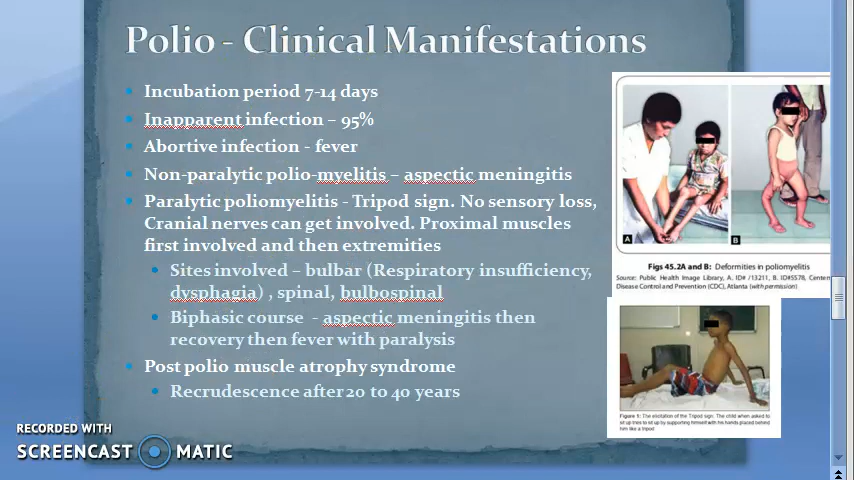 Polio - Clinical Manifestations
Incubation period 7-14 days
Inapparent infection – 95%
Abortive infection - fever
Non-paralytic polio-myelitis – aspectic meningitis
Paralytic poliomyelitis - Tripod sign. No sensory loss,
Cranial nerves can get involved. Proximal muscles
first involved and then extremities
Sites involved – bulbar (Respiratory insufficiency,
dysphagia) , spinal, bulbospinal
Biphasic course - aspectic meningitis then
recovery then fever with paralysis
Post polio muscle atrophy syndrome
Recrudescence after 20 to 40 years
A
B
Figs 45.2A and B: Deformities in poliomyelitis
Source: Public Health Image Library, A. ID# /13211, B. ID#5578, Center
Disease Control and Prevention (CDC), Atlanta (with permission)
Figure 1: The elicitation of the Tripod sign: The child when asked to
sit up tries to sit up by supporting himself with his hands placed behind
him like a tripod
RECORDED WITH
SCREENCAST MATIC